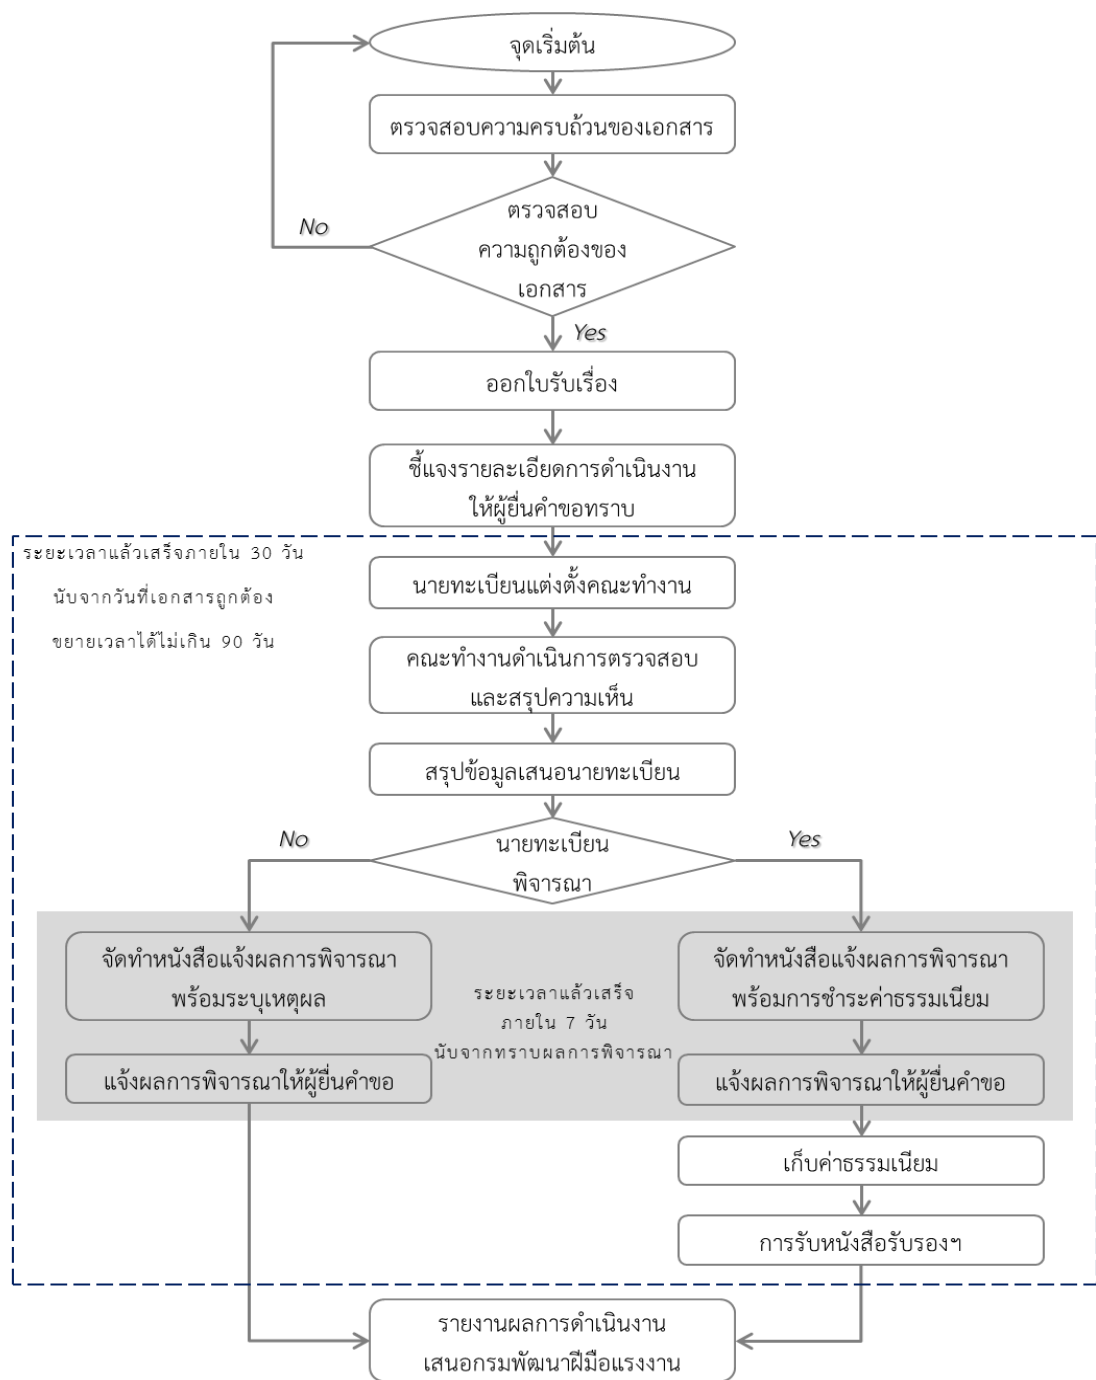 จุดเริ่มต้น
ตรวจสอบความครบถ้วนของเอกสาร
ตรวจสอบ
ความถูกต้องของ
เอกสาร
No
Yes
ออกใบรับเรื่อง
ชี้แจงรายละเอียดการดำเนินงาน
ให้ผู้ยื่นคำขอทราบ
ระยะเวลาแล้วเสร็จภายใน 30 วัน
นับจากวันที่เอกสารถูกต้อง
ขยายเวลาได้ไม่เกิน 90 วัน
นายทะเบียนแต่งตั้งคณะทำงาน
คณะทำงานดำเนินการตรวจสอบ
และสรุปความเห็น
สรุปข้อมูลเสนอนายทะเบียน
นายทะเบียน
พิจารณา
No
Yes
จัดทำหนังสือแจ้งผลการพิจารณา
พร้อมระบุเหตุผล
แจ้งผลการพิจารณาให้ผู้ยื่นคำขอ
ระยะเวลาแล้วเสร็จ
ภายใน 7 วัน
นับจากทราบผลการพิจารณา
จัดทำหนังสือแจ้งผลการพิจารณา
พร้อมการชำระค่าธรรมเนียม
แจ้งผลการพิจารณาให้ผู้ยื่นคำขอ
เก็บค่าธรรมเนียม
การรับหนังสือรับรองฯ
รายงานผลการดำเนินงาน
เสนอกรมพัฒนาฝีมือแรงงาน